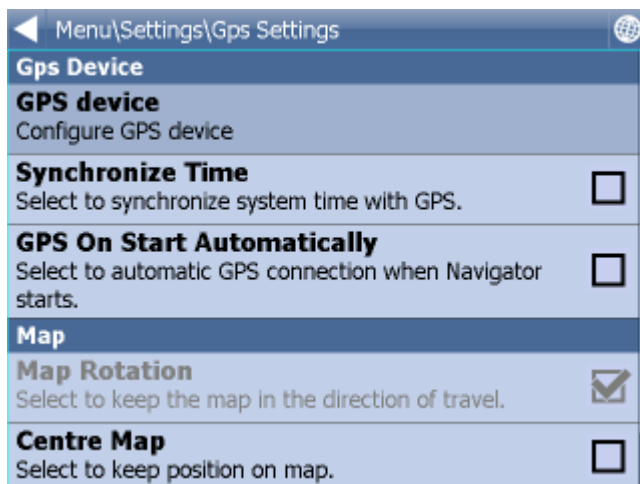 Menu\Settings\Gps Settings
Gps Device
GPS device
Configure GPS device
Synchronize Time
Select to synchronize system time with GPS.
GPS On Start Automatically
Select to automatic GPS connection when Navigator
starts.
Map
Map Rotation
Select to keep the map in the direction of travel.
Centre Map
Select to keep position on map.